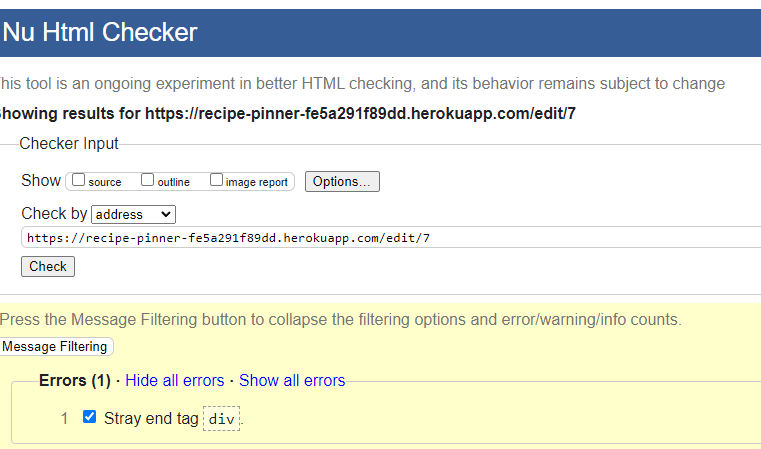 Nu Html Checker
his tool is an ongoing experiment in better HTML checking, and its behavior remains subject to change
howing results for https://recipe-pinner-fe5a291f89dd.herokuapp.com/edit/7
Checker Input
Show source outline image report Options...
Check by address
https://recipe-pinner-fe5a291f89dd.herokuapp.com/edit/7
Check
Press the Message Filtering button to collapse the filtering options and error/warning/info counts.
Message Filtering
Errors (1) · Hide all errors · Show all errors
1 Stray end tag div.